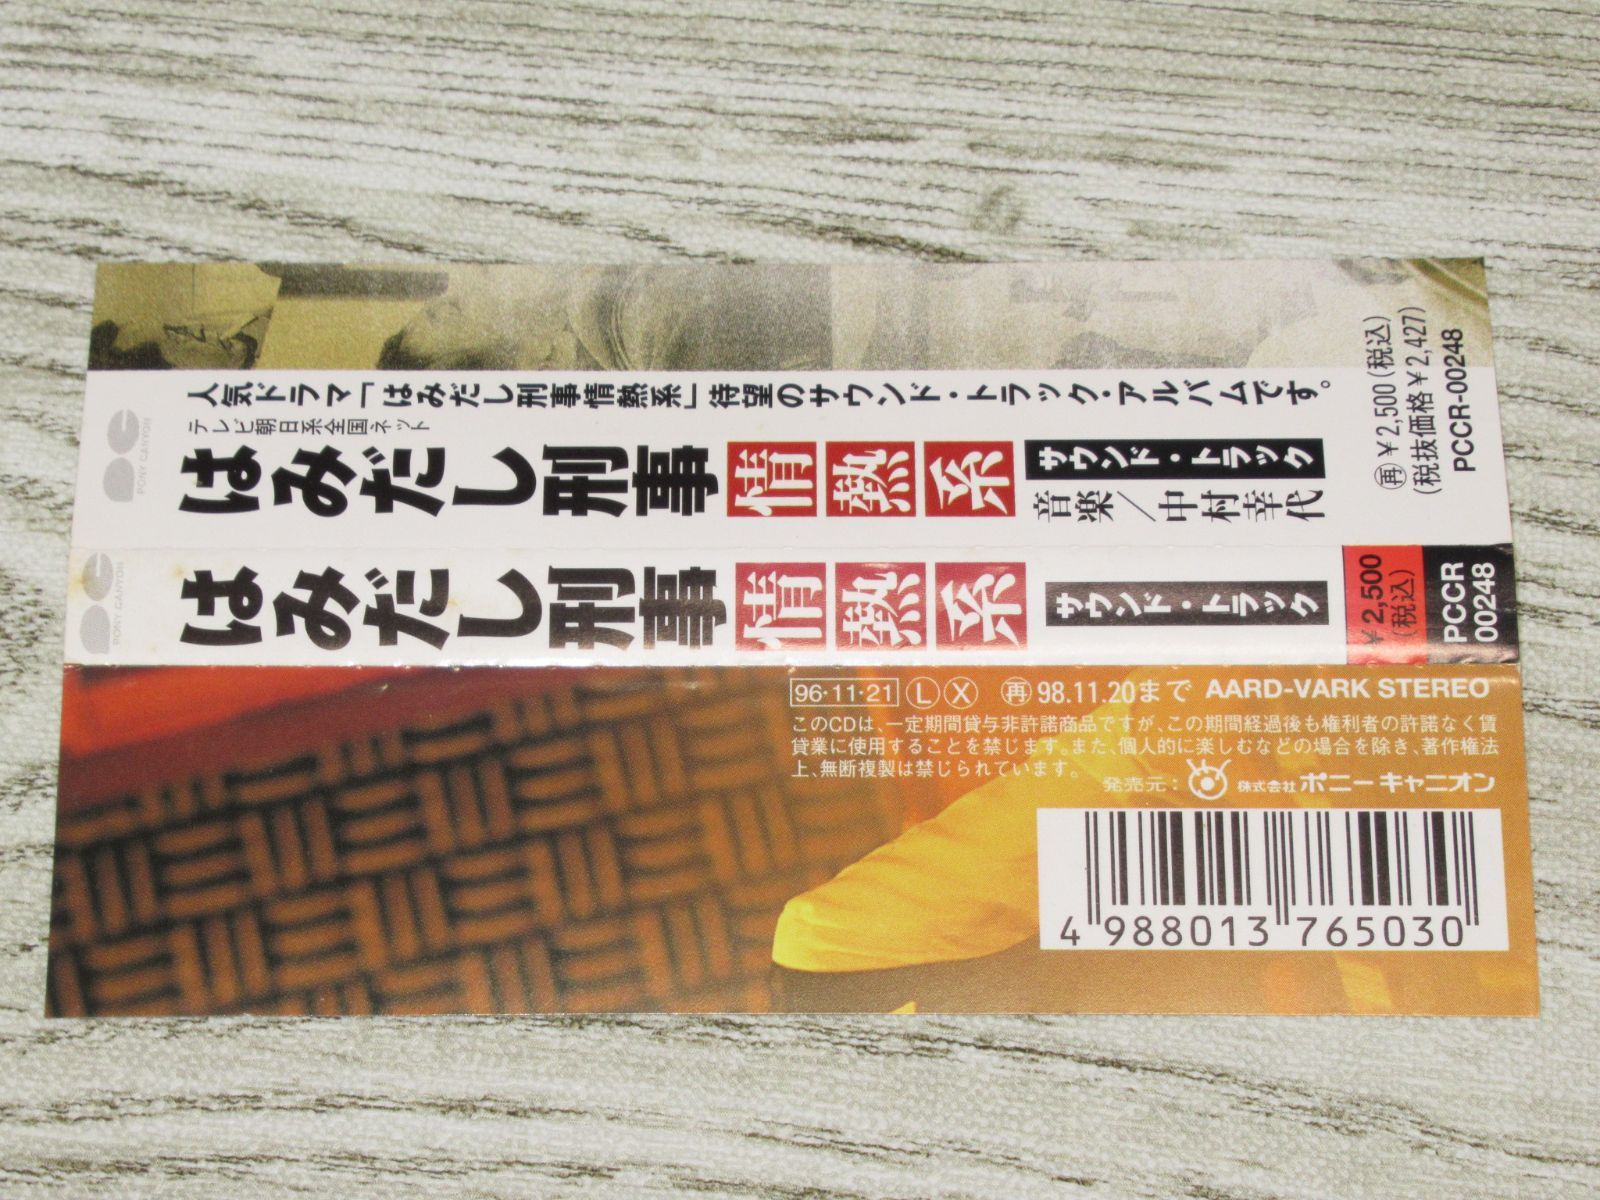 人気ドラマ「はみだし刑事情熱系」待望のサウンド・トラック・アルバムです。
テレビ朝日系全国ネット
はみだし刑事情熱系
サウンド・トラック
音楽/中村幸代
再¥2,500(税込)
(税抜価格¥2,427)
PCCR-00248
PONY CANYON
はみだし刑事情熱系
サウンド・トラック
¥2,500
(税込)
PCCR
00248
PONY CANYON
96・11・21 L X 再98.11.20まで AARD-VARK STEREO
このCDは、一定期間貸与非許諾商品ですが、この期間経過後も権利者の許諾なく賃
貸業に使用することを禁じます。また、個人的に楽しむなどの場合を除き、著作権法
上、無断複製は禁じられています。
発売元: 株式会社ポニーキャニオン
4 988013 765030